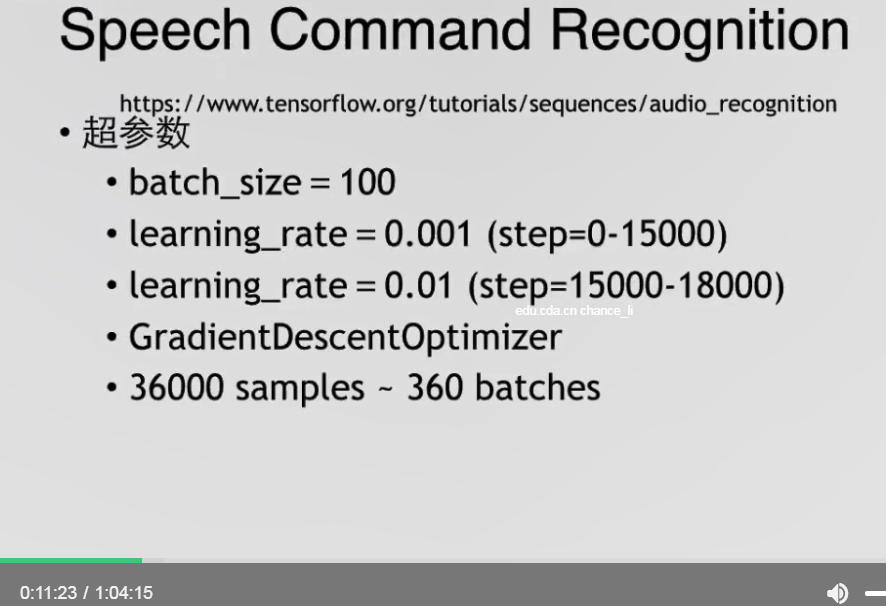 Speech Command Recognition
https://www.tensorflow.org/tutorials/sequences/audio_recognition
• 超参数
• batch_size = 100
• learning_rate = 0.001 (step=0-15000)
• learning_rate = 0.01 (step=15000-18000)
edu.cda.cn chance_li
• GradientDescentOptimizer
• 36000 samples ~ 360 batches
0:11:23 / 1:04:15